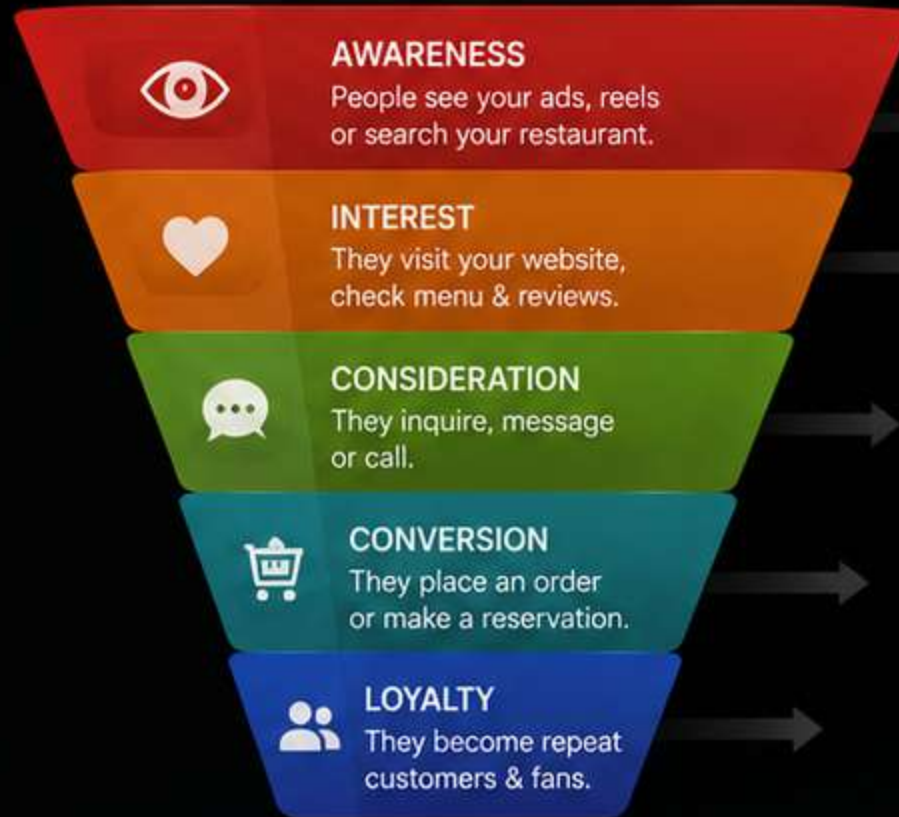 AWARENESS
People see your ads, reels
or search your restaurant.
INTEREST
They visit your website,
check menu & reviews.
CONSIDERATION
They inquire, message
or call.
CONVERSION
They place an order
or make a reservation.
LOYALTY
They become repeat
customers & fans.